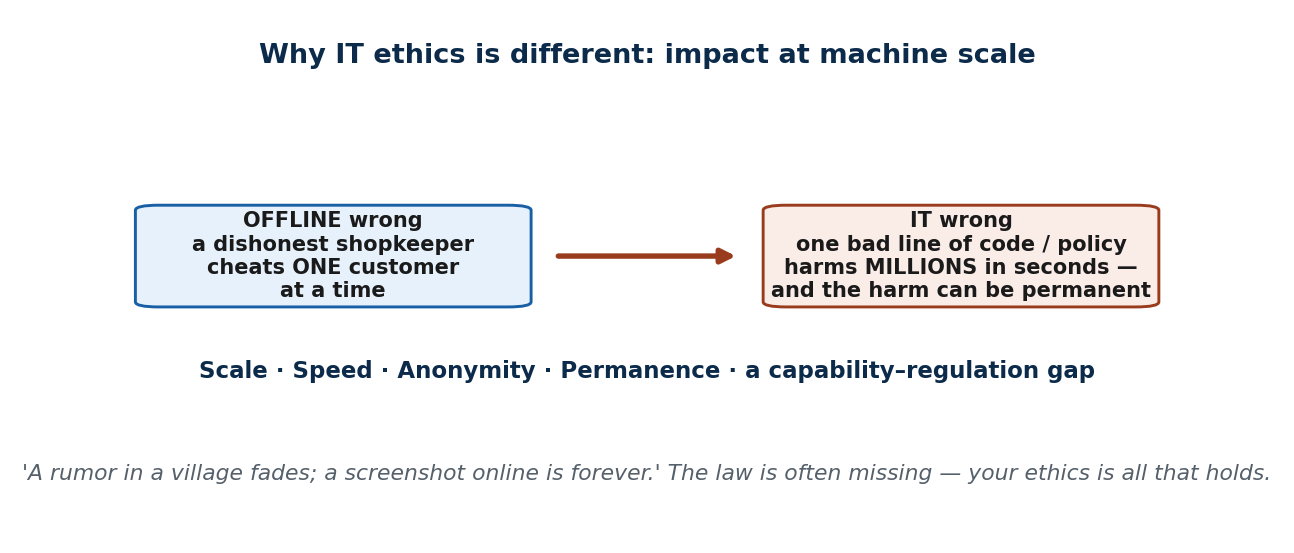 Why IT ethics is different: impact at machine scale
OFFLINE wrong
a dishonest shopkeeper
cheats ONE customer
at a time
IT wrong
one bad line of code / policy
harms MILLIONS in seconds —
and the harm can be permanent
Scale · Speed · Anonymity · Permanence · a capability–regulation gap
'A rumor in a village fades; a screenshot online is forever.' The law is often missing — your ethics is all that holds.